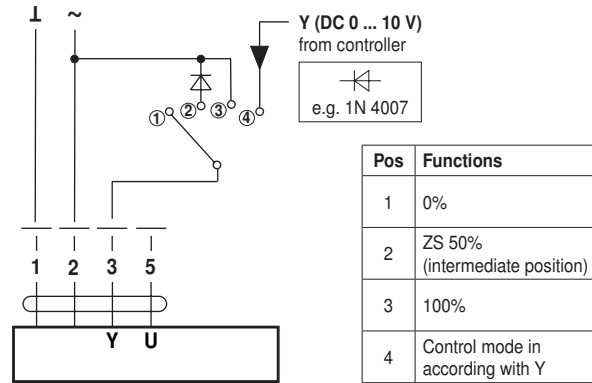 ⊥ ~
Y (DC 0 ... 10 V)
from controller
e.g. 1N 4007
① ② ③ ④
Pos Functions
1 0%
2 ZS 50%
(intermediate position)
3 100%
4 Control mode in
according with Y
1 2 3 5
Y U